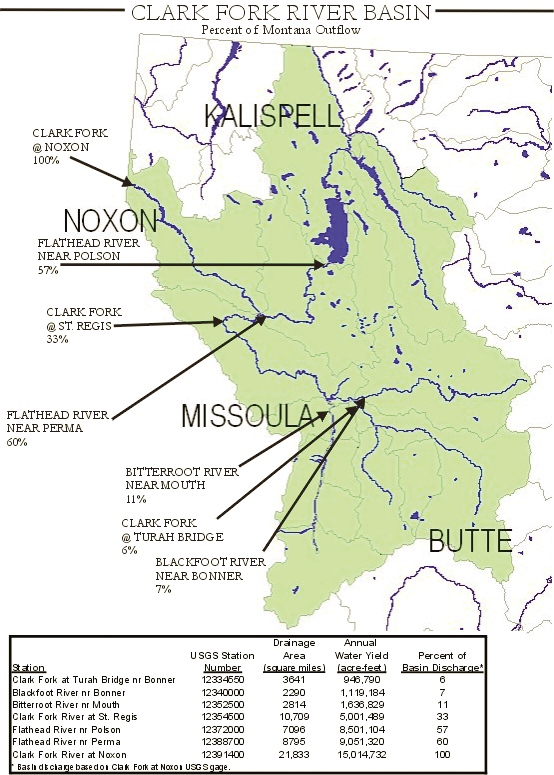 CLARK FORK RIVER BASIN
Percent of Montana Outflow
KALISPELL
CLARK FORK
@ NOXON
100%
NOXON
FLATHEAD RIVER
NEAR POLSON
57%
CLARK FORK
@ ST. REGIS
33%
FLATHEAD RIVER
NEAR PERMA
60%
MISSOULA
BITTERROOT RIVER
NEAR MOUTH
11%
CLARK FORK
@ TURAH BRIDGE
6%
BLACKFOOT RIVER
NEAR BONNER
7%
BUTTE
Drainage Annual
USGS Station Area Water Yield Percent of
Station Number (square miles) (acre-feet) Basin Discharge*
Clark Fork at Turah Bridge nr Bonner 12334550 3641 946,790 6
Blackfoot River nr Bonner 12340000 2290 1,119,184 7
Bitterroot River nr Mouth 12352500 2814 1,636,829 11
Clark Fork River at St. Regis 12354500 10,709 5,001,489 33
Flathead River nr Polson 12372000 7096 8,501,104 57
Flathead River nr Perma 12388700 8795 9,051,320 60
Clark Fork River at Noxon 12391400 21,833 15,014,732 100
* Basin discharge based on Clark Fork at Noxon USGS gage.